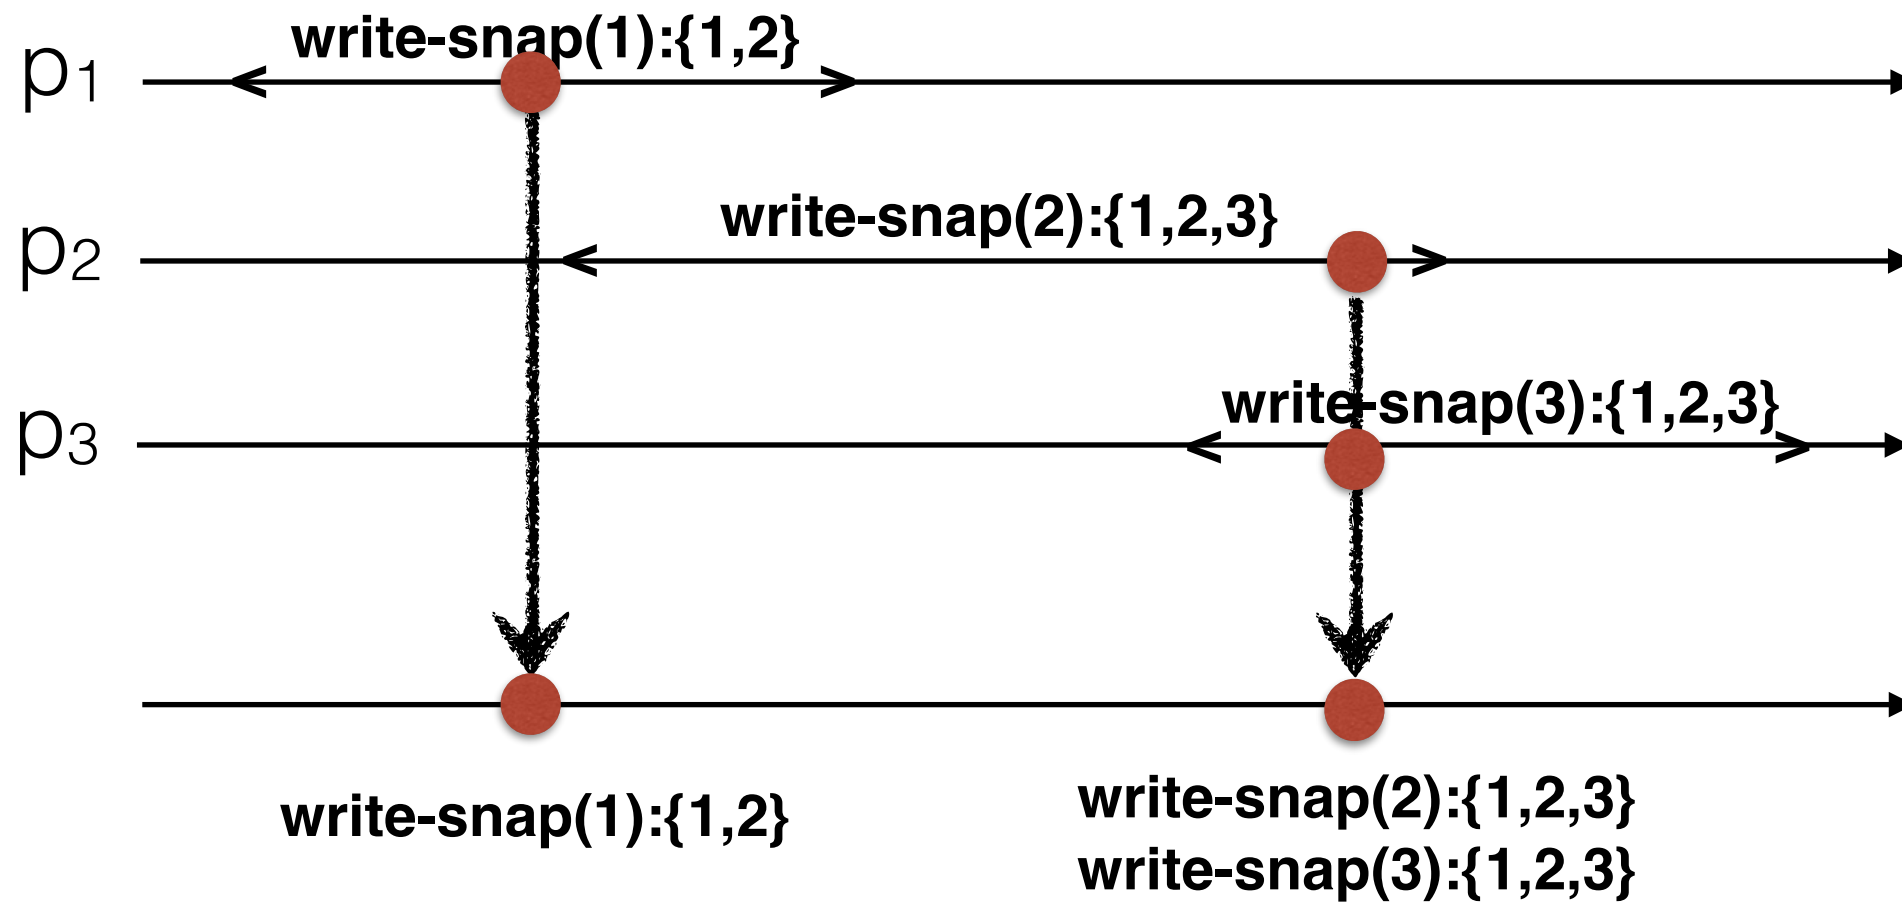 write-snap(1):{1,2}
p1
write-snap(2):{1,2,3}
p2
write-snap(3):{1,2,3}
p3
write-snap(1):{1,2}
write-snap(2):{1,2,3}
write-snap(3):{1,2,3}